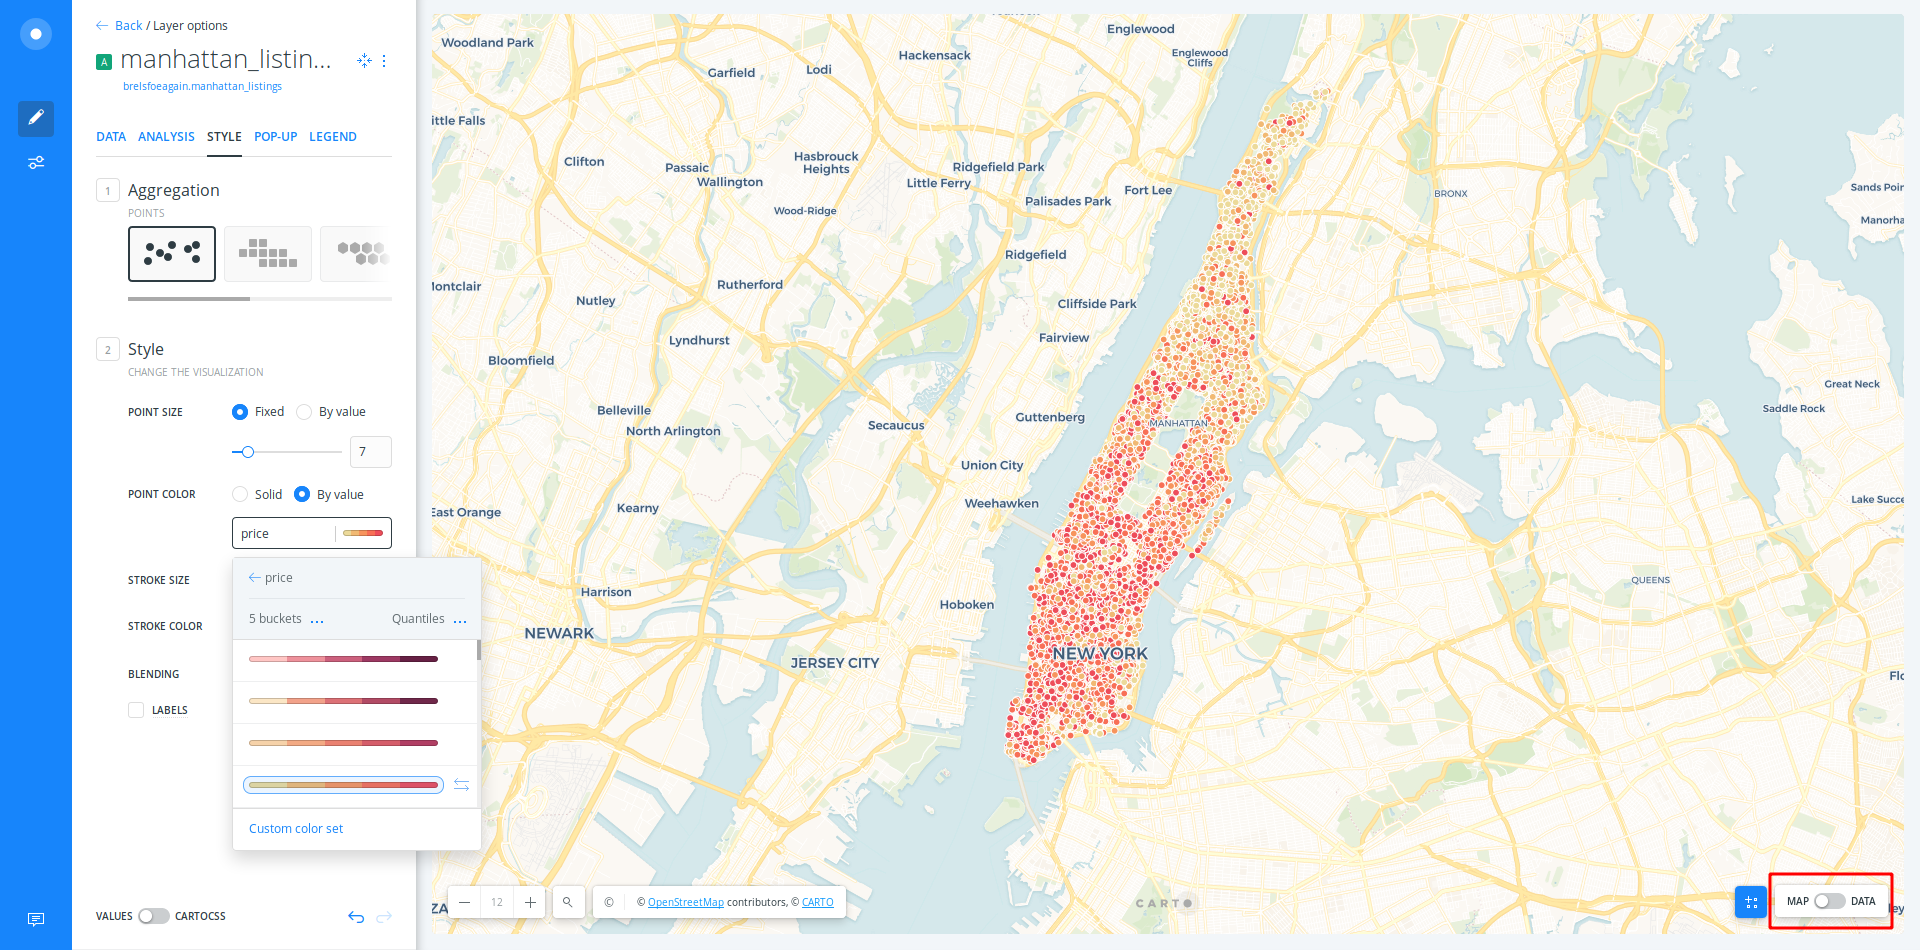 Back / Layer options
A manhattan_listin...
brelsfoeagain.manhattan_listings
DATA ANALYSIS STYLE POP-UP LEGEND
1 Aggregation
POINTS
2 Style
CHANGE THE VISUALIZATION
POINT SIZE Fixed By value
7
POINT COLOR Solid By value
price
STROKE SIZE
STROKE COLOR
BLENDING
LABELS
price
5 buckets ... Quantiles ...
Custom color set
VALUES CARTOCSS
Woodland Park
Englewood
Hackensack
Englewood
Cliffs
Garfield
Lodi
ittle Falls
Clifton
Passaic
Hasbrouck
Heights
Ridgefield Park
Wallington
Little Ferry
Fort Lee
Palisades Park
Wood-Ridge
BRONX
Sands Poin
Manorha
Ridgefield
Montclair
Rutherford
Nutley
Cliffside Park
Fairview
Lyndhurst
Bloomfield
Great Neck
Saddle Rock
Belleville
Guttenberg
MANHATTAN
Secaucus
North Arlington
Union City
Weehawken
Lake Succe
Kearny
East Orange
QUEENS
Harrison
Hoboken
NEWARK
NEW YORK
JERSEY CITY
Flo
ZA
12
© © OpenStreetMap contributors, © CARTO
CARTO
MAP DATA
ley